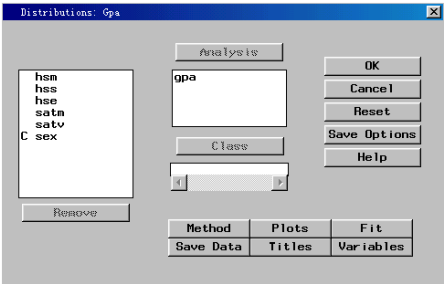 Distributions: Gpa
Analysis
hsm
hss
hse
satm
satv
C sex
gpa
OK
Cancel
Reset
Save Options
Help
Class
Remove
Method Plots Fit
Save Data Titles Variables